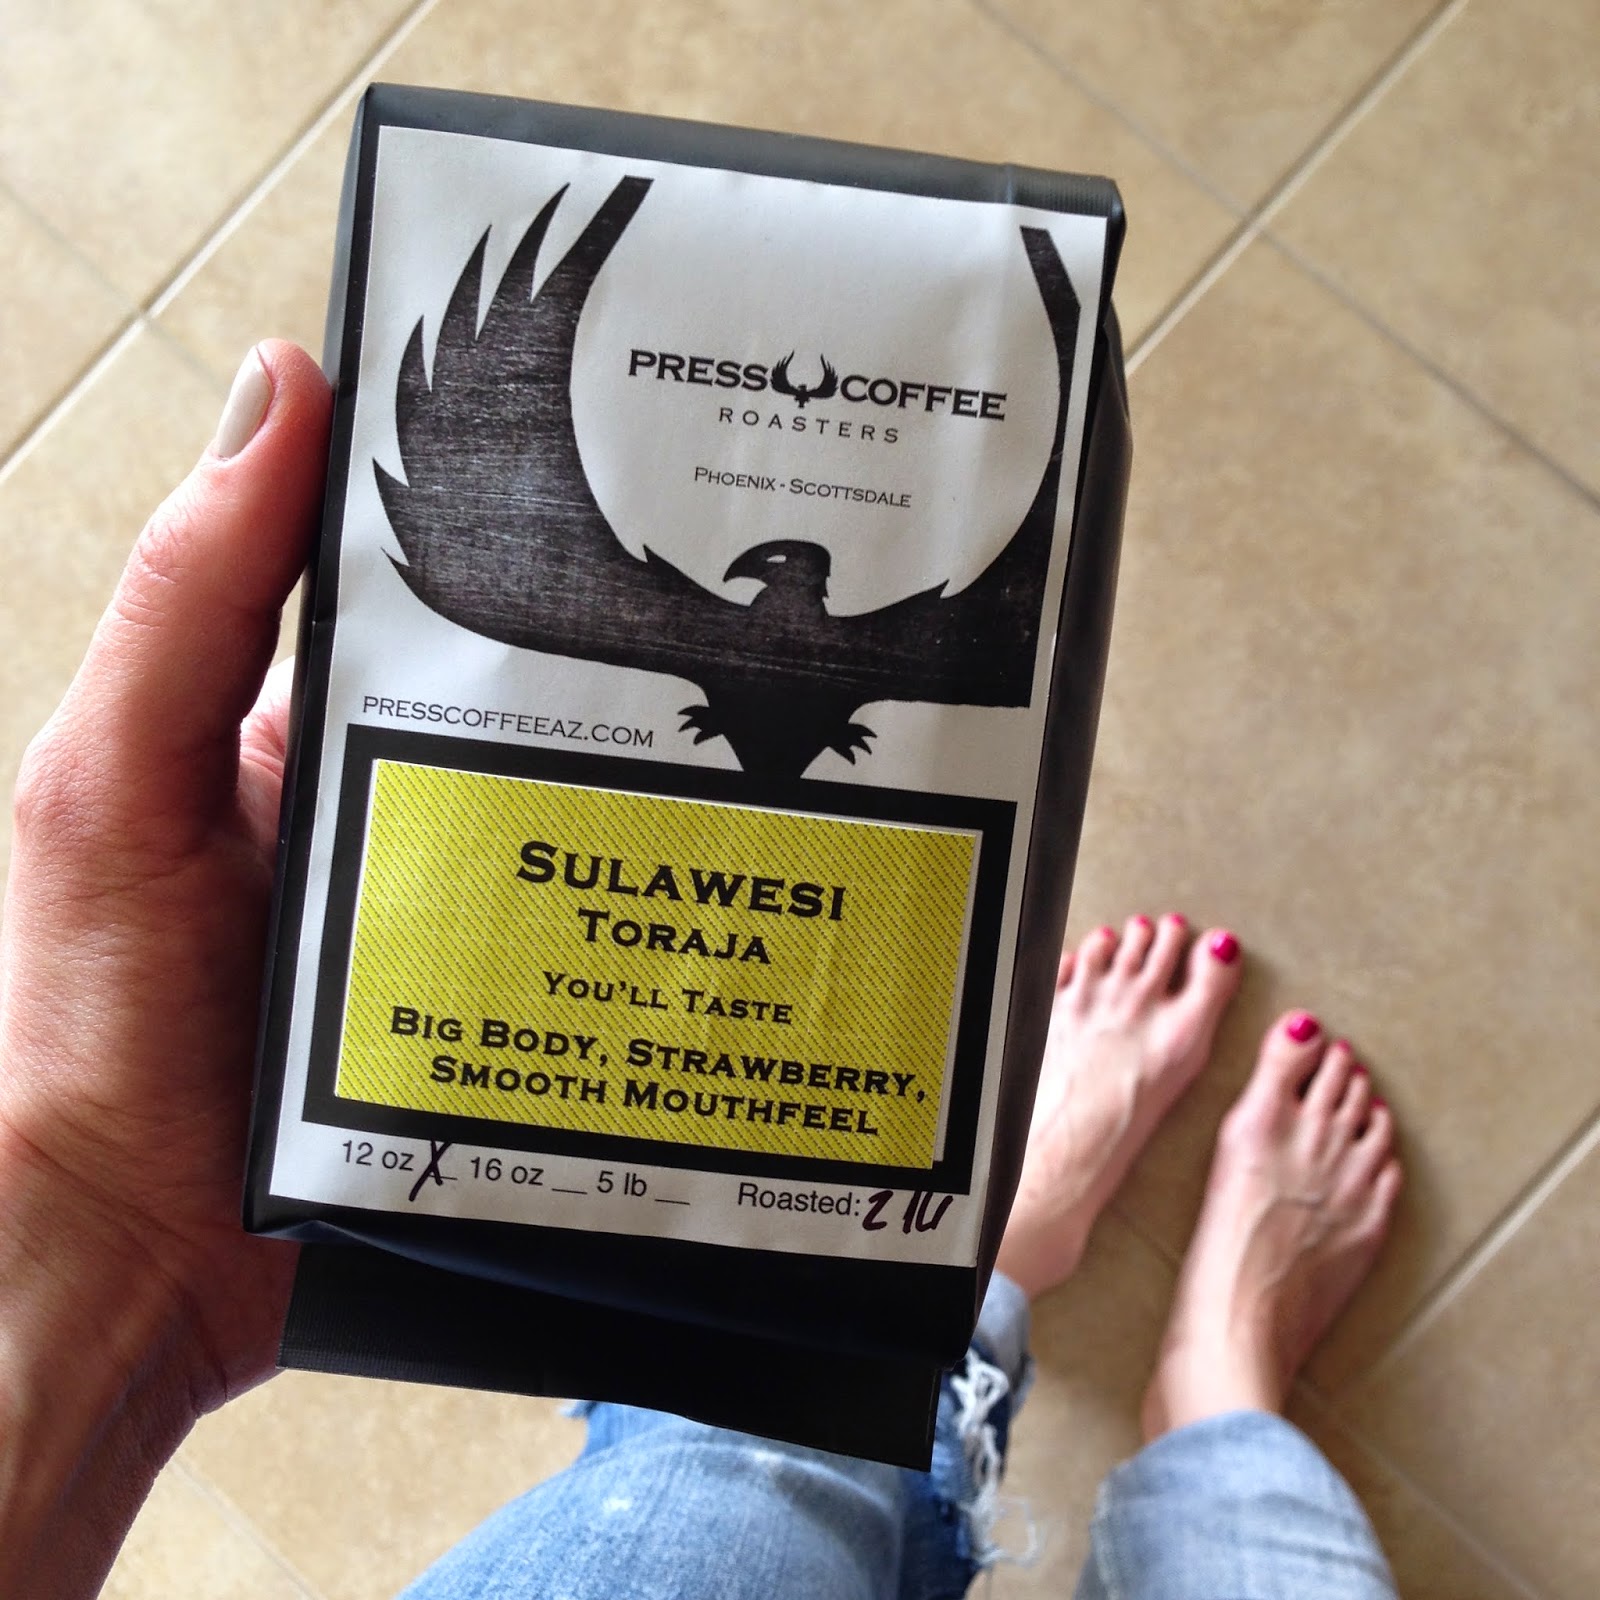 PRESS COFFEE
ROASTERS
PHOENIX - SCOTTSDALE
PRESSCOFFEEAZ.COM
SULAWESI
TORAJA
YOU'LL TASTE
BIG BODY, STRAWBERRY,
SMOOTH MOUTHFEEL
12 oz X 16 oz __ 5 lb __ Roasted: 2